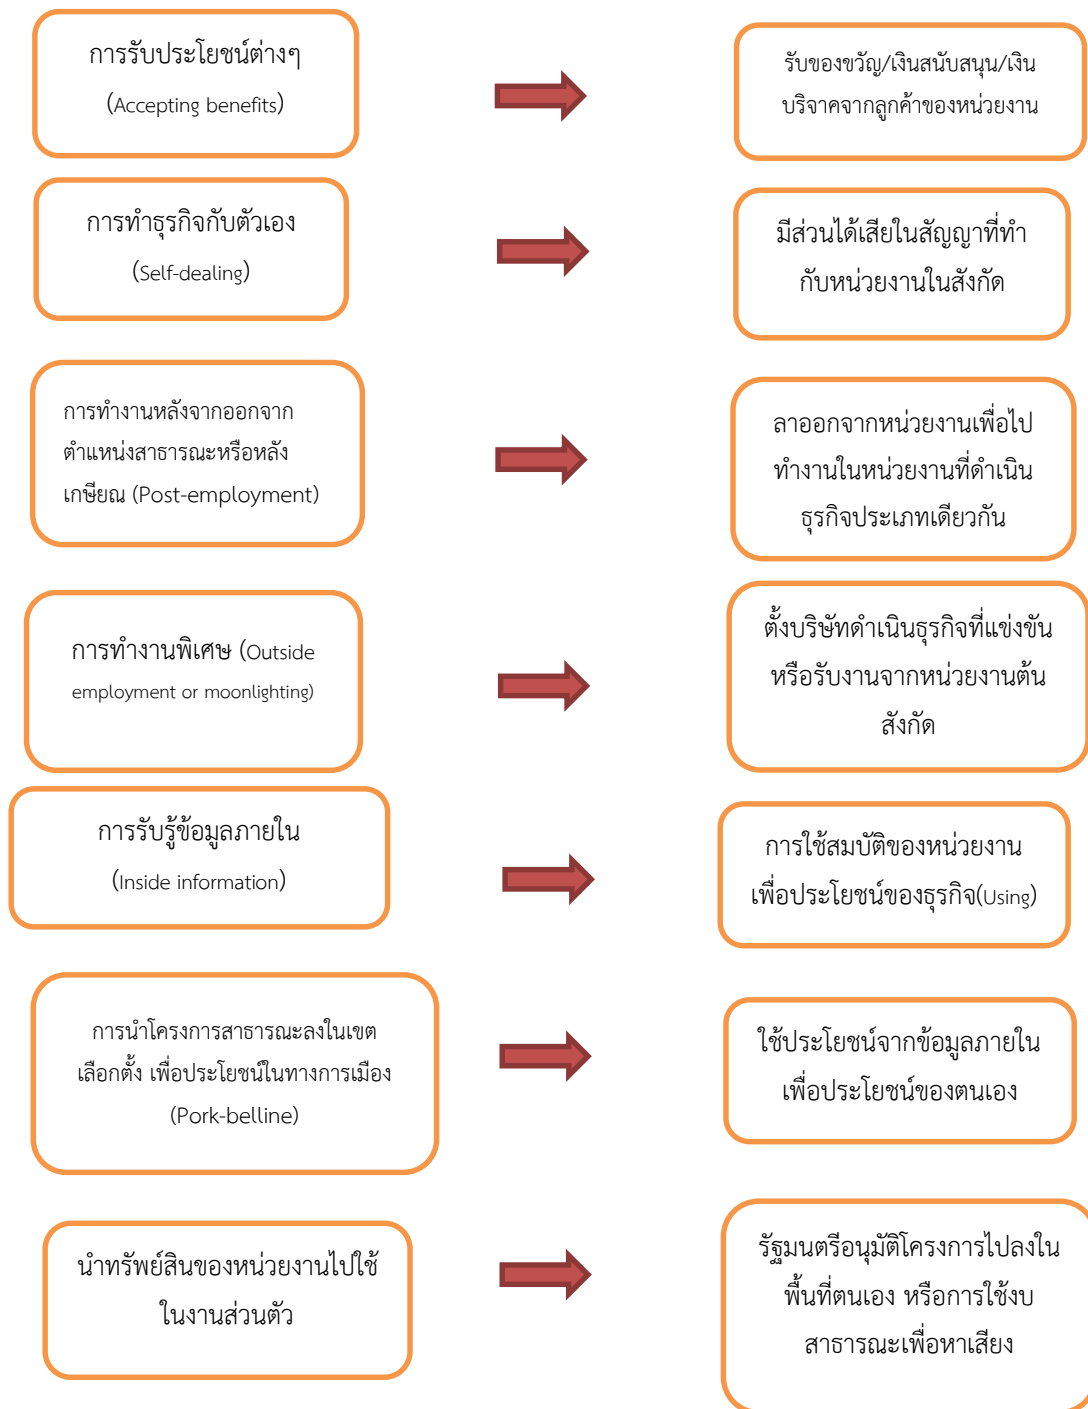 การรับประโยชน์ต่างๆ
(Accepting benefits)
รับของขวัญ/เงินสนับสนุน/เงิน
บริจาคจากลูกค้าของหน่วยงาน
การทำธุรกิจกับตัวเอง
(Self-dealing)
มีส่วนได้เสียในสัญญาที่ทำ
กับหน่วยงานในสังกัด
การทำงานหลังจากออกจาก
ตำแหน่งสาธารณะหรือหลัง
เกษียณ (Post-employment)
ลาออกจากหน่วยงานเพื่อไป
ทำงานในหน่วยงานที่ดำเนิน
ธุรกิจประเภทเดียวกัน
การทำงานพิเศษ (Outside
employment or moonlighting)
ตั้งบริษัทดำเนินธุรกิจที่แข่งขัน
หรือรับงานจากหน่วยงานต้น
สังกัด
การรับรู้ข้อมูลภายใน
(Inside information)
การใช้สมบัติของหน่วยงาน
เพื่อประโยชน์ของธุรกิจ(Using)
การนำโครงการสาธารณะลงในเขต
เลือกตั้ง เพื่อประโยชน์ในทางการเมือง
(Pork-belline)
ใช้ประโยชน์จากข้อมูลภายใน
เพื่อประโยชน์ของตนเอง
นำทรัพย์สินของหน่วยงานไปใช้
ในงานส่วนตัว
รัฐมนตรีอนุมัติโครงการไปลงใน
พื้นที่ตนเอง หรือการใช้งบ
สาธารณะเพื่อหาเสียง